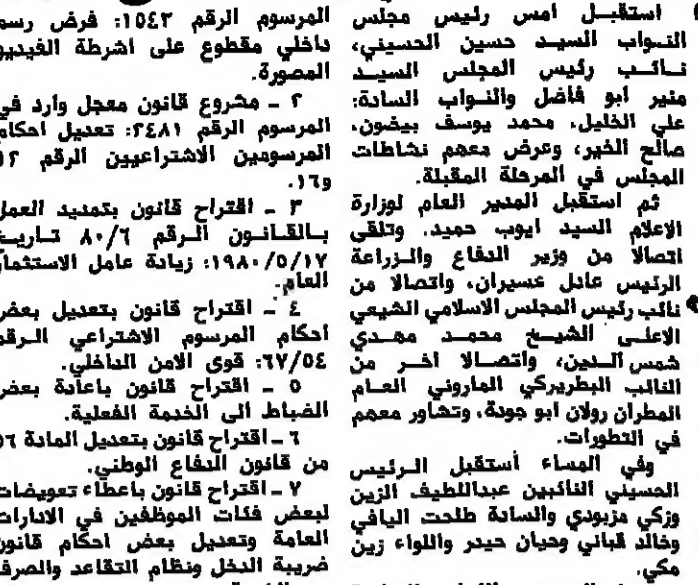 استقبل امس رئيس مجلس
النواب السيد حسين الحسيني،
نائب رئيس المجلس السيد
منير أبو فاضل والنواب السادة:
علي الخليل، محمد يوسف بيضون،
صالح الخير، وعرض معهم نشاطات
المجلس في المرحلة المقبلة.
ثم استقبل المدير العام لوزارة
الاعلام السيد ايوب حميد. وتلقى
اتصالا من وزير الدفاع والزراعة
الرئيس عادل عسيران، واتصالا من
نائب رئيس المجلس الاسلامي الشيعي
الاعلى الشيخ محمد مهدي
شمس الدين، واتصالا اخر من
النائب البطريركي الماروني العام
المطران رولان ابو جودة، وتشاور معهم
في التطورات.
وفي المساء أستقبل الرئيس
الحسيني النائبين عبداللطيف الزين
وزكي مزبودي والسادة طلحت اليافي
وخالد قباني وحيان حيدر واللواء زين
مكي.
المرسوم الرقم ١٥٤٣: فرض رسم
داخلي مقطوع على اشرطة الفيديو
المصورة.
٢ ـ مشروع قانون معجل وارد في
المرسوم الرقم ٢٤٨١: تعديل احكام
المرسومين الاشتراعيين الرقم
و١٦.
٣ ـ اقتراح قانون بتمديد العمل
بالقانون الرقم ٨٠/٦ تاريخ
١٩٨٠/٥/١٧: زيادة عامل الاستثمار
العام.
٤ ـ اقتراح قانون بتعديل بعض
احكام المرسوم الاشتراعي الرقم
٦٧/٥٤: قوى الامن الداخلي.
٥ ـ اقتراح قانون باعادة بعض
الضباط الى الخدمة الفعلية.
٦ ـ اقتراح قانون بتعديل المادة ٥٦
من قانون الدفاع الوطني.
٧ ـ اقتراح قانون باعطاء تعويضات
لبعض فئات الموظفين في الادارات
العامة وتعديل بعض احكام قانون
ضريبة الدخل ونظام التقاعد والصرف